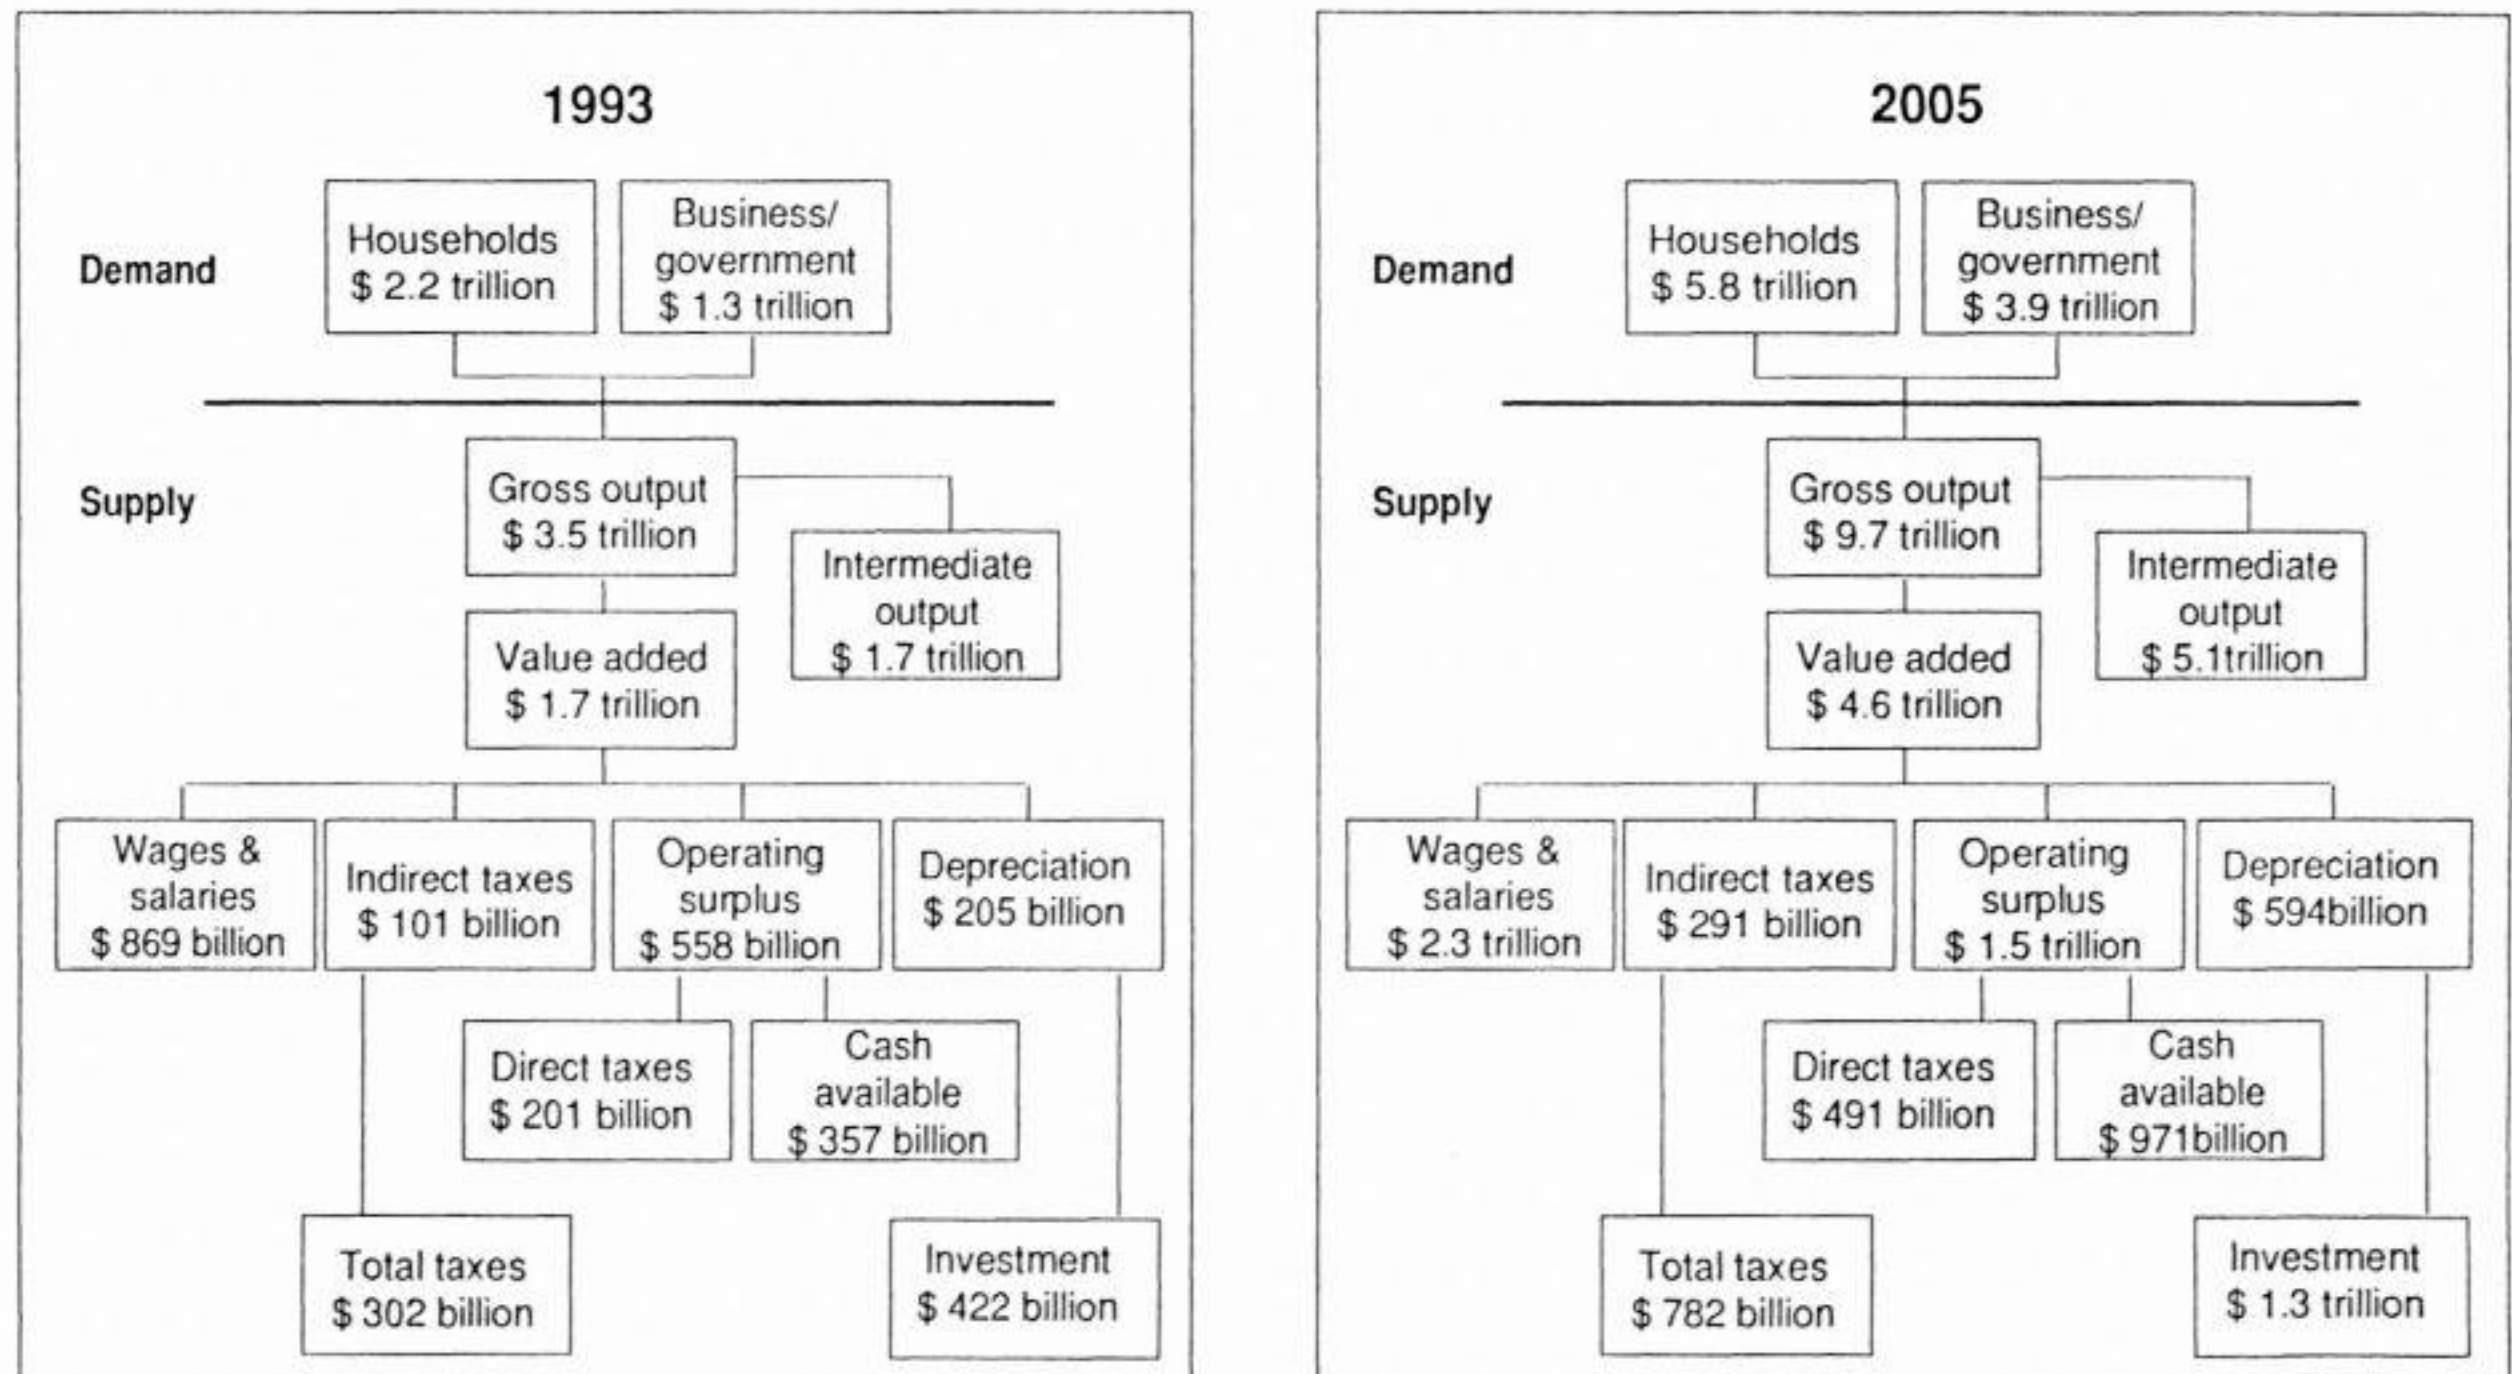 1993
Demand
Households
$ 2.2 trillion
Business/
government
$ 1.3 trillion
Supply
Gross output
$ 3.5 trillion
Intermediate
output
$ 1.7 trillion
Value added
$ 1.7 trillion
Wages &
salaries
$ 869 billion
Indirect taxes
$ 101 billion
Operating
surplus
$ 558 billion
Depreciation
$ 205 billion
Direct taxes
$ 201 billion
Cash
available
$ 357 billion
Total taxes
$ 302 billion
Investment
$ 422 billion
2005
Demand
Households
$ 5.8 trillion
Business/
government
$ 3.9 trillion
Supply
Gross output
$ 9.7 trillion
Intermediate
output
$ 5.1trillion
Value added
$ 4.6 trillion
Wages &
salaries
$ 2.3 trillion
Indirect taxes
$ 291 billion
Operating
surplus
$ 1.5 trillion
Depreciation
$ 594billion
Direct taxes
$ 491 billion
Cash
available
$ 971billion
Total taxes
$ 782 billion
Investment
$ 1.3 trillion